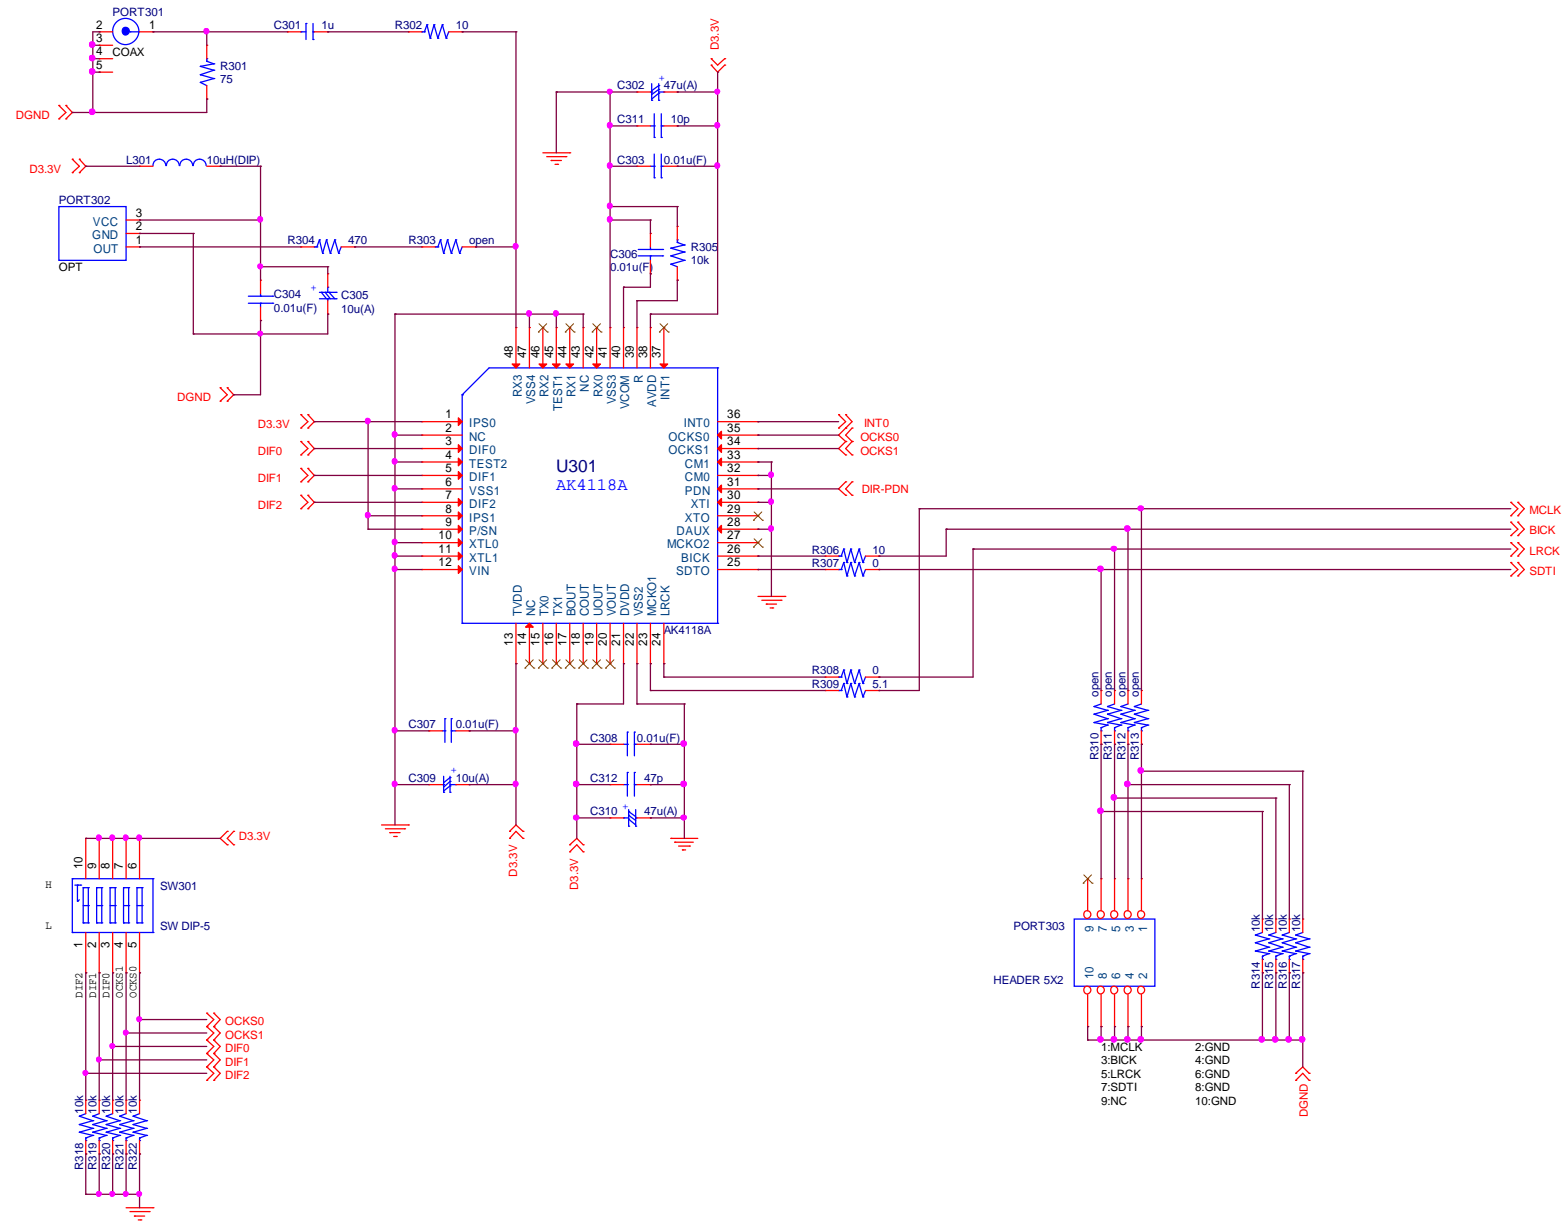 PORT301
2
1
3
4
5
COAX
C301
1u
R302
10
R301
75
DGND
D3.3V
C302
+
47u(A)
C311
10p
C303
0.01u(F)
D3.3V
L301
10uH(DIP)
PORT302
VCC
GND
OUT
3
2
1
OPT
R304
470
R303
open
C306
0.01u(F)
R305
10k
C304
0.01u(F)
+
C305
10u(A)
DGND
48
47
46
45
44
43
42
41
40
39
38
37
RX3
VSS4
RX2
TEST1
RX1
NC
RX0
VSS3
VCOM
R
AVDD
INT1
D3.3V
DIF0
DIF1
DIF2
1
IPS0
2
NC
3
DIF0
4
TEST2
5
DIF1
6
VSS1
7
DIF2
8
IPS1
9
P/SN
10
XTL0
11
XTL1
12
VIN
U301
AK4118A
INT0
36
OCKS0
35
OCKS1
34
CM1
33
CM0
32
PDN
31
XTI
30
XTO
29
DAUX
28
MCKO2
27
BICK
26
SDTO
25
INT0
OCKS0
OCKS1
DIR-PDN
R306
10
R307
0
MCLK
BICK
LRCK
SDTI
TVDD
NC
TX0
TX1
BOUT
COUT
UOUT
VOUT
DVDD
VSS2
MCKO1
LRCK
13
14
15
16
17
18
19
20
21
22
23
24
AK4118A
R308
0
R309
5.1
open
open
open
open
R310
R311
R312
R313
C307
0.01u(F)
C309
+
10u(A)
D3.3V
C308
0.01u(F)
C312
47p
C310
+
47u(A)
D3.3V
D3.3V
10
9
8
7
6
H
L
SW301
SW DIP-5
1
2
3
4
5
DIF2
DIF1
DIF0
OCKS1
OCKS0
OCKS0
OCKS1
DIF0
DIF1
DIF2
10k
10k
10k
10k
10k
R318
R319
R320
R321
R322
PORT303
9
7
5
3
1
10
8
6
4
2
HEADER 5X2
10k
10k
10k
10k
R314
R315
R316
R317
1:MCLK
2:GND
3:BICK
4:GND
5:LRCK
6:GND
7:SDTI
8:GND
9:NC
10:GND
DGND